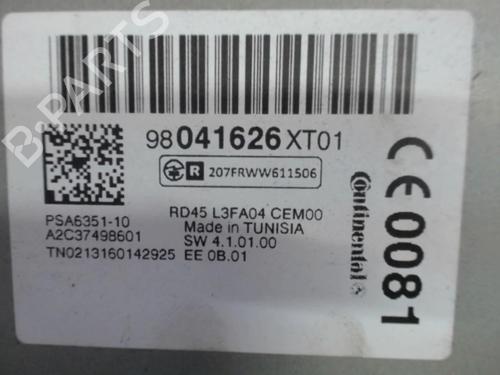 B-PARTS
98041626XT01
R 207FRWW611506
PSA6351-10
A2C37498601
TN0213160142925
RD45 L3FA04 CEM00
Made in TUNISIA
SW 4.1.01.00
EE 0B.01
Continental
CE 0081